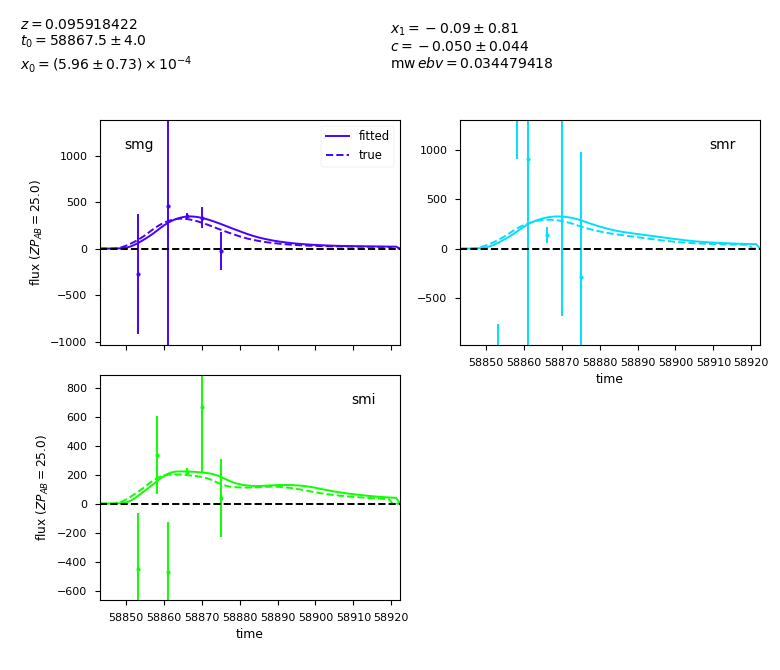 z = 0.095918422
t₀ = 58867.5 ± 4.0
x₀ = (5.96 ± 0.73) × 10⁻⁴
x₁ = −0.09 ± 0.81
c = −0.050 ± 0.044
mw ebv = 0.034479418
smg
fitted
true
1000
500
0
−500
−1000
flux (ZP_AB = 25.0)
smr
1000
500
0
−500
58850 58860 58870 58880 58890 58900 58910 58920
time
smi
800
600
400
200
0
−200
−400
−600
flux (ZP_AB = 25.0)
58850 58860 58870 58880 58890 58900 58910 58920
time